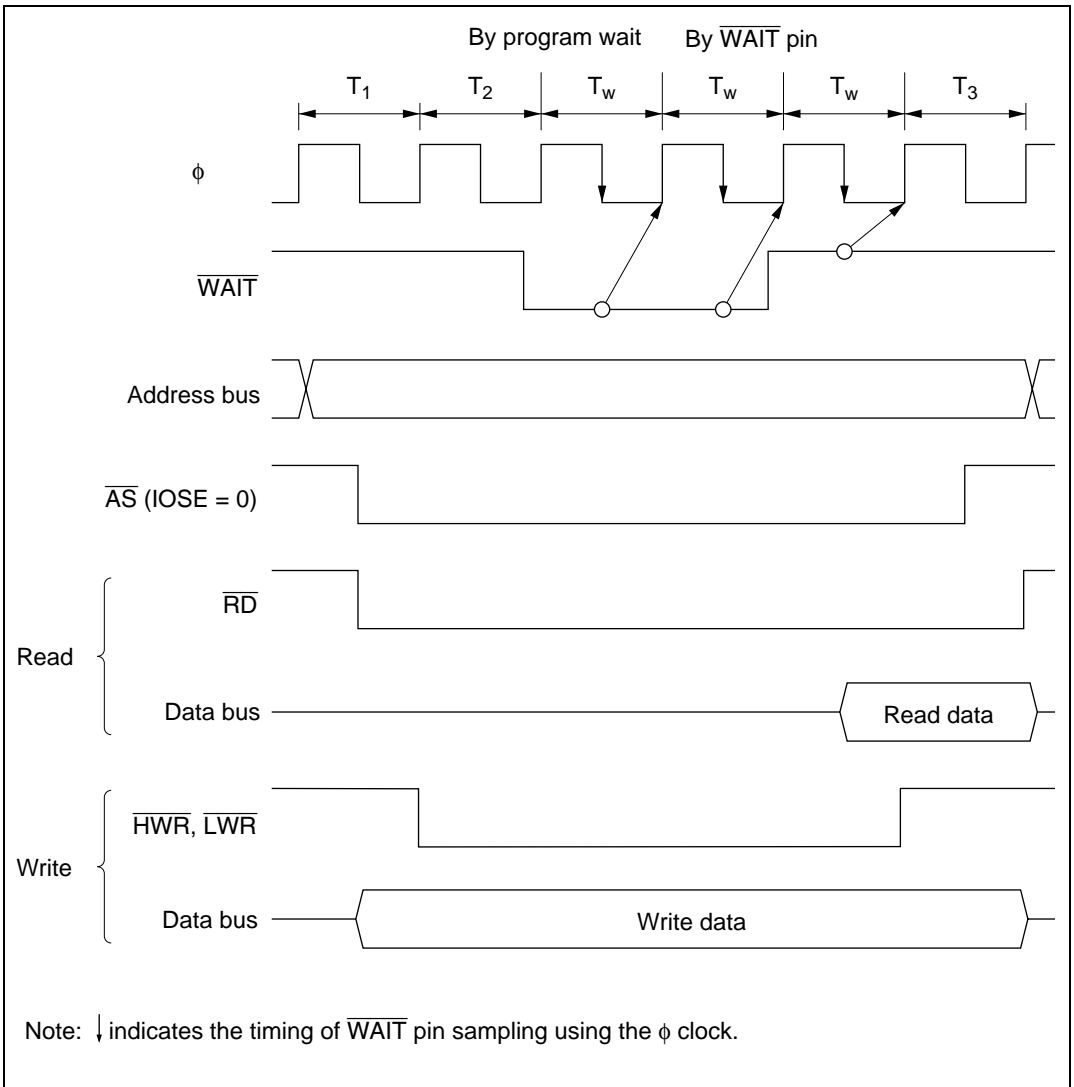 By program wait By WAIT pin
T1 T2 Tw Tw Tw T3
φ
WAIT
Address bus
AS (IOSE = 0)
RD
Read
Data bus Read data
HWR, LWR
Write
Data bus Write data
Note: ↓ indicates the timing of WAIT pin sampling using the φ clock.